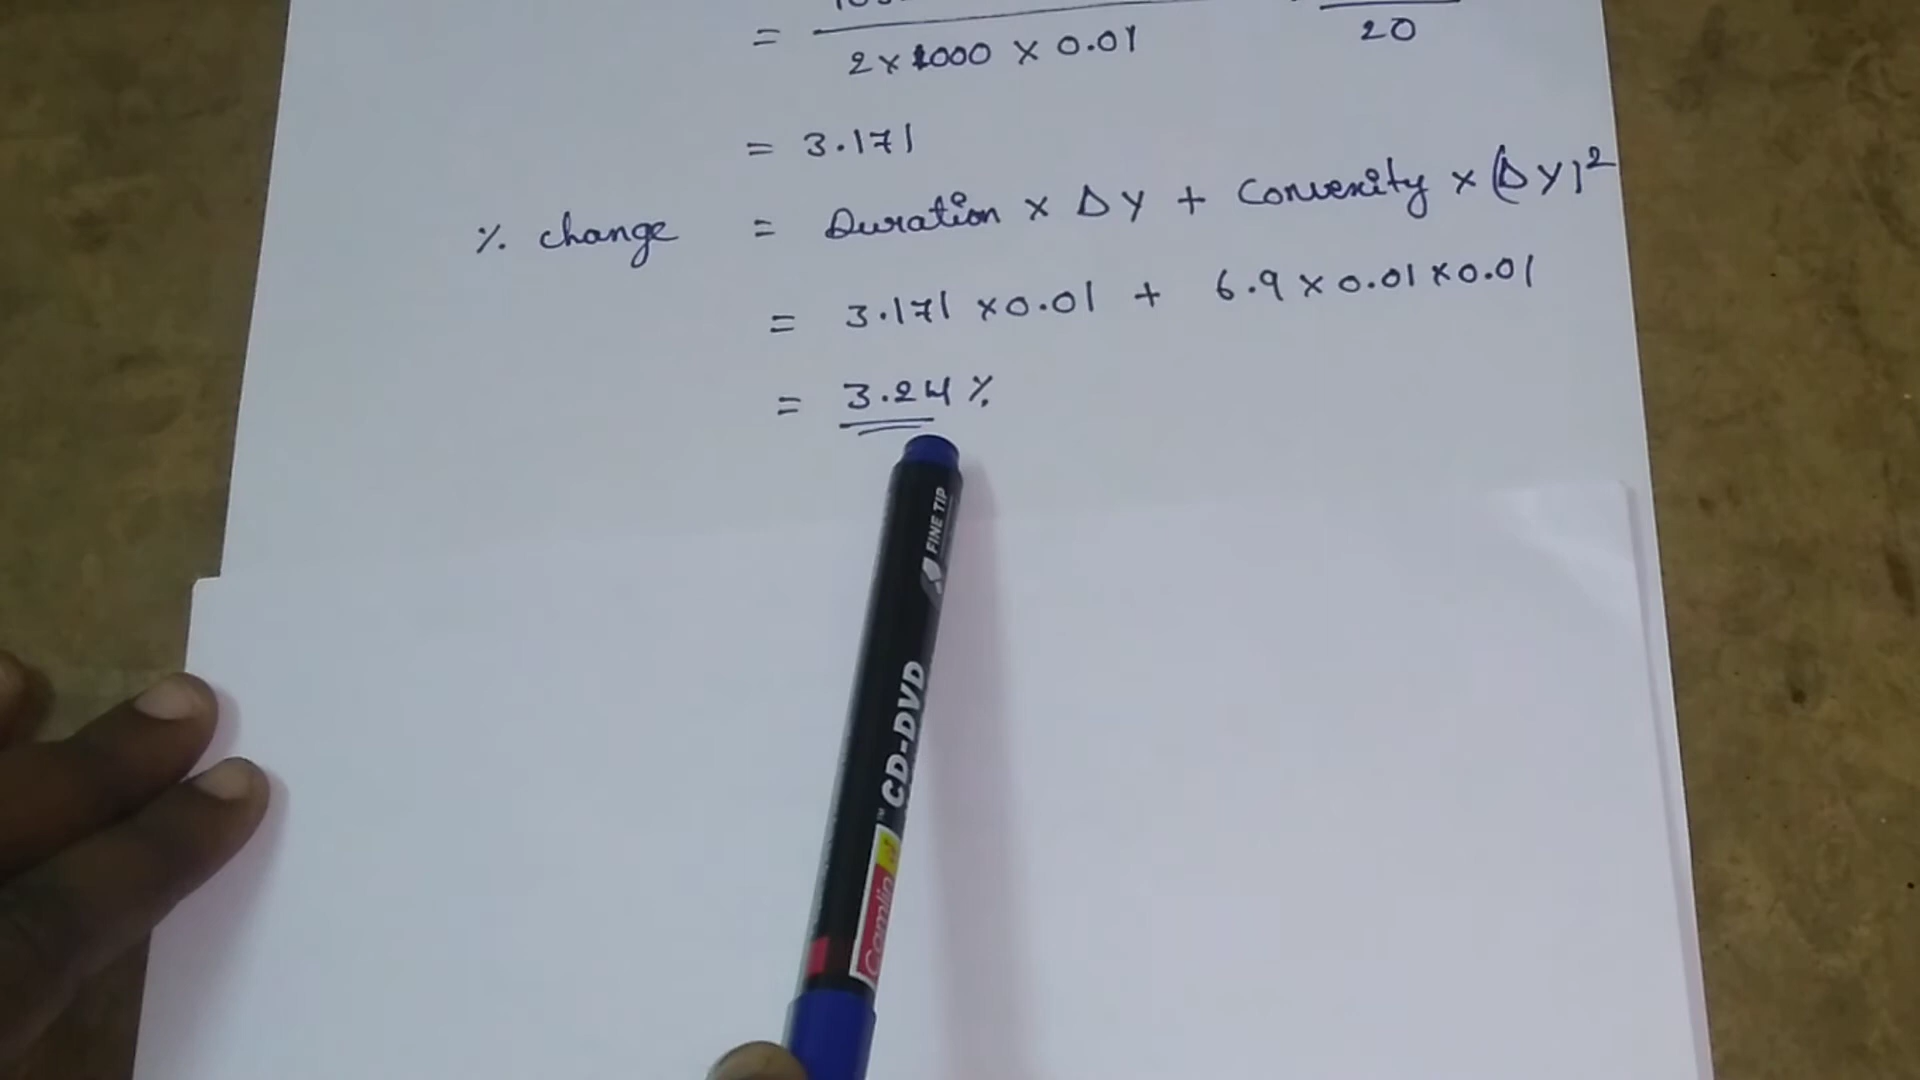 20
= 2 x 1000 x 0.01
= 3.171
% change = Duration x Δy + Convexity x (Δy)²
= 3.171 x 0.01 + 6.9 x 0.01 x 0.01
= 3.24 %
FINE TIP
CD-DVD
Camlin